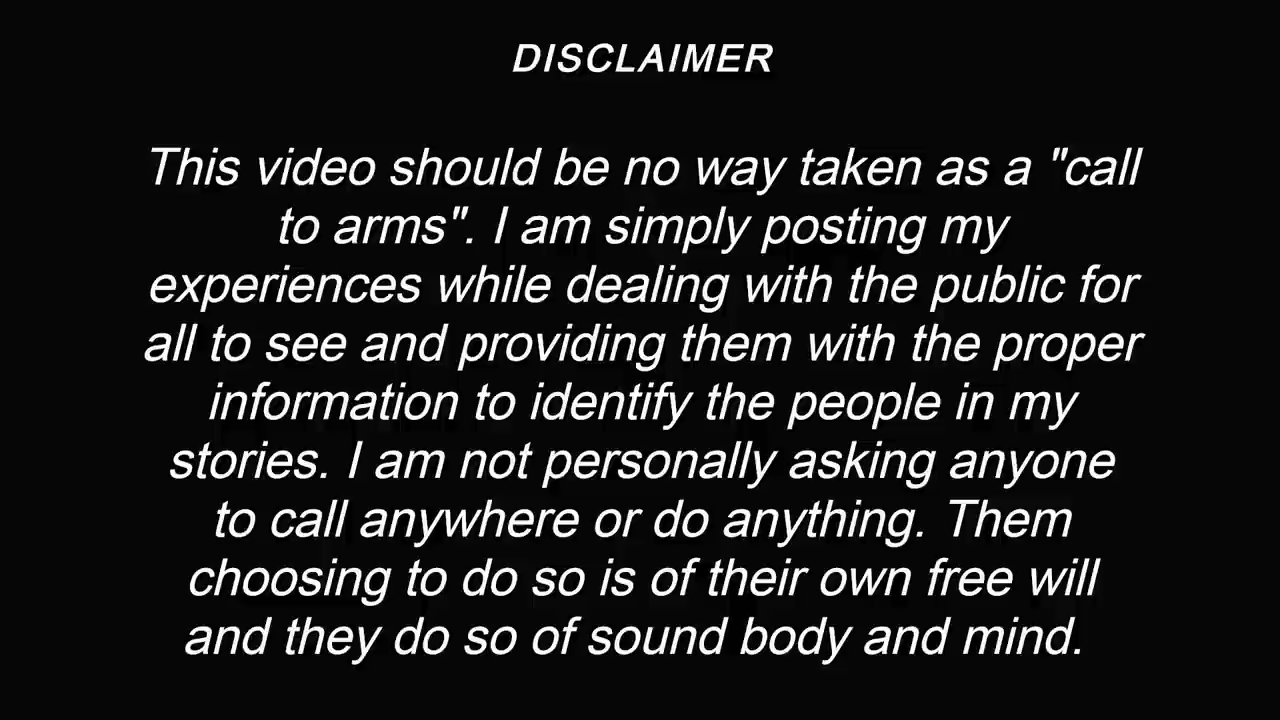 DISCLAIMER
This video should be no way taken as a "call
to arms". I am simply posting my
experiences while dealing with the public for
all to see and providing them with the proper
information to identify the people in my
stories. I am not personally asking anyone
to call anywhere or do anything. Them
choosing to do so is of their own free will
and they do so of sound body and mind.